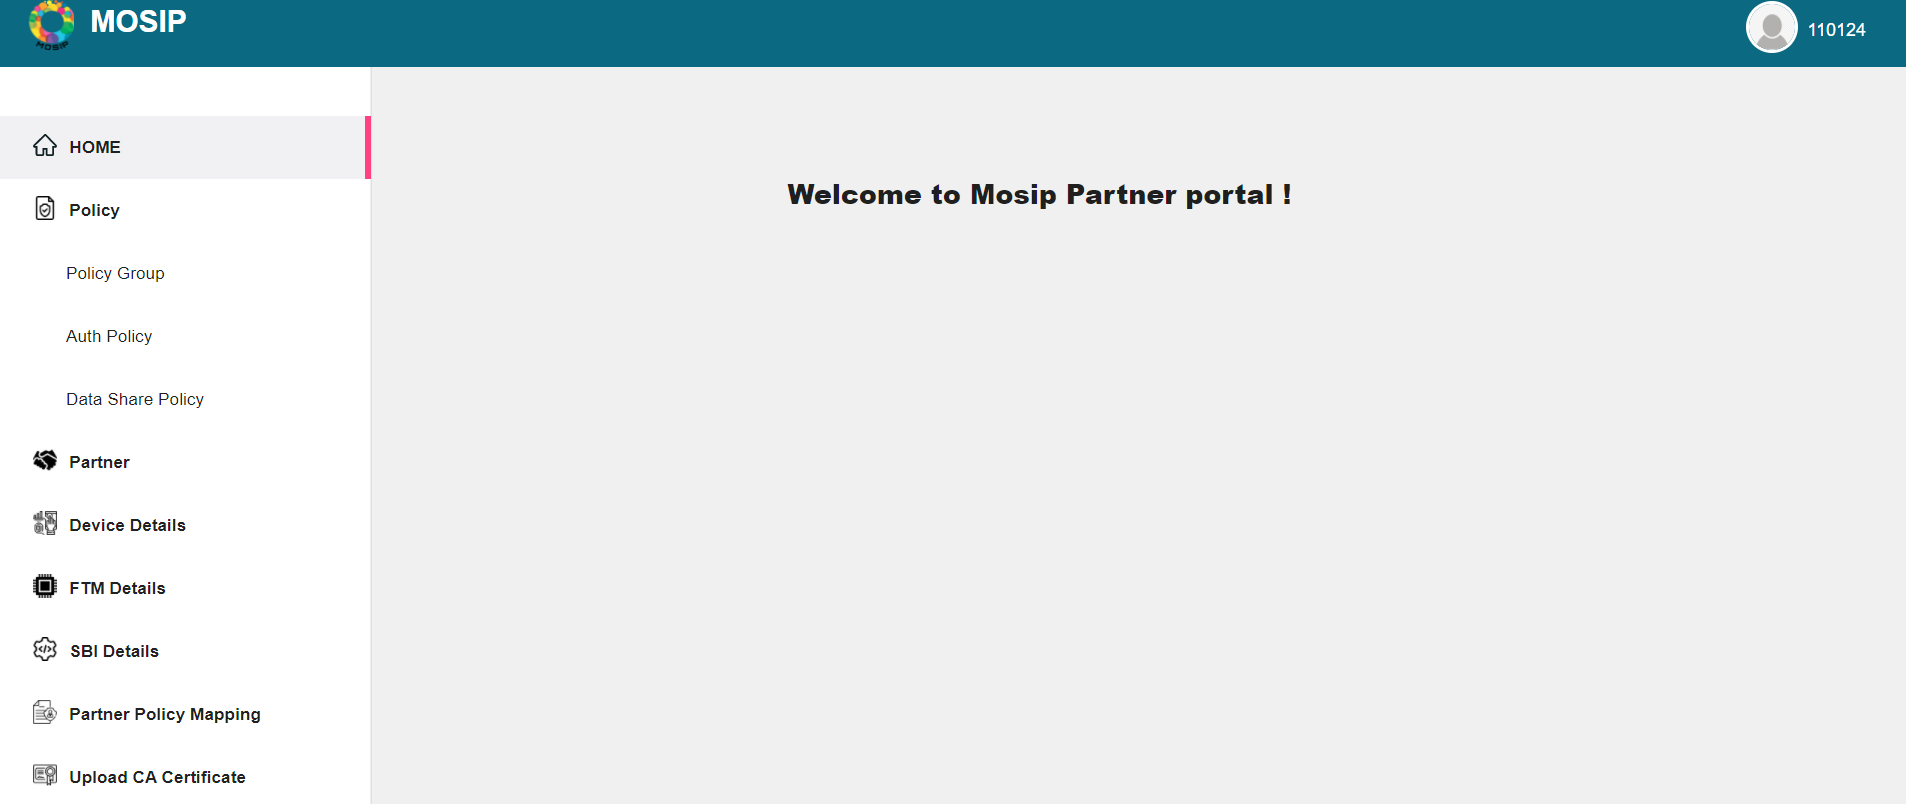 MOSIP
MOSIP
110124
HOME
Policy
Policy Group
Auth Policy
Data Share Policy
Partner
Device Details
FTM Details
SBI Details
Partner Policy Mapping
Upload CA Certificate
Welcome to Mosip Partner portal !